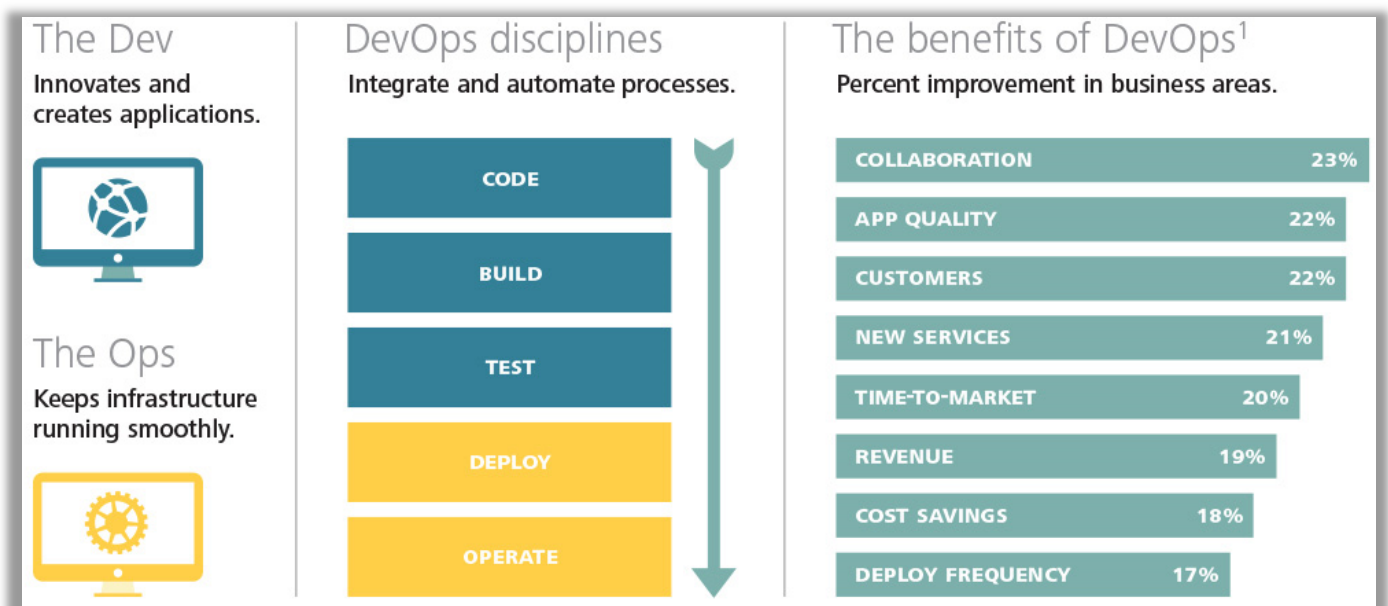 The Dev
Innovates and
creates applications.
The Ops
Keeps infrastructure
running smoothly.
DevOps disciplines
Integrate and automate processes.
CODE
BUILD
TEST
DEPLOY
OPERATE
The benefits of DevOps¹
Percent improvement in business areas.
COLLABORATION 23%
APP QUALITY 22%
CUSTOMERS 22%
NEW SERVICES 21%
TIME-TO-MARKET 20%
REVENUE 19%
COST SAVINGS 18%
DEPLOY FREQUENCY 17%